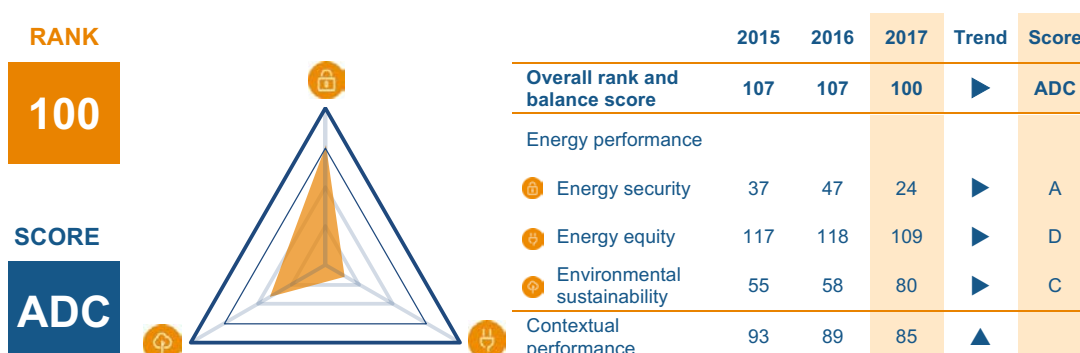 RANK
100
SCORE
ADC
2015 2016 2017 Trend Score
Overall rank and
balance score 107 107 100 ADC
Energy performance
Energy security 37 47 24 A
Energy equity 117 118 109 D
Environmental
sustainability 55 58 80 C
Contextual
performance 93 89 85